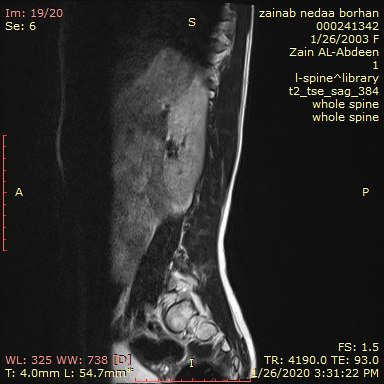 Im: 19/20
Se: 6
S
zainab nedaa borhan
000241342
1/26/2003 F
Zain AL-Abdeen
1
l-spine^library
t2_tse_sag_384
whole spine
whole spine
A
P
WL: 325 WW: 738 [D]
T: 4.0mm L: 54.7mm
I
FS: 1.5
TR: 4190.0 TE: 93.0
1/26/2020 3:31:22 PM